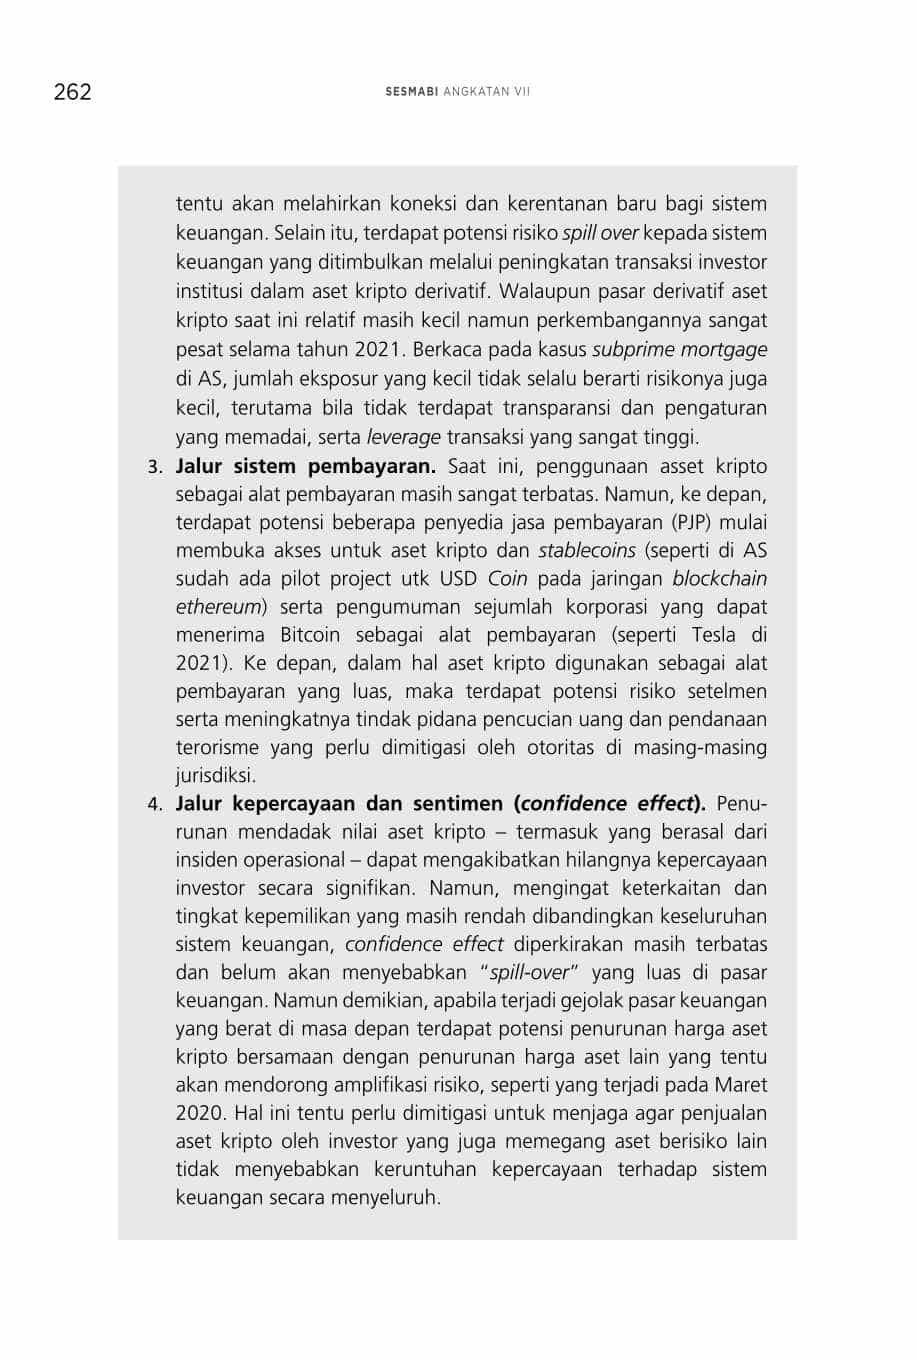 262
SESMABI ANGKATAN VII
tentu akan melahirkan koneksi dan kerentanan baru bagi sistem
keuangan. Selain itu, terdapat potensi risiko spill over kepada sistem
keuangan yang ditimbulkan melalui peningkatan transaksi investor
institusi dalam aset kripto derivatif. Walaupun pasar derivatif aset
kripto saat ini relatif masih kecil namun perkembangannya sangat
pesat selama tahun 2021. Berkaca pada kasus subprime mortgage
di AS, jumlah eksposur yang kecil tidak selalu berarti risikonya juga
kecil, terutama bila tidak terdapat transparansi dan pengaturan
yang memadai, serta leverage transaksi yang sangat tinggi.
3. Jalur sistem pembayaran. Saat ini, penggunaan asset kripto
sebagai alat pembayaran masih sangat terbatas. Namun, ke depan,
terdapat potensi beberapa penyedia jasa pembayaran (PJP) mulai
membuka akses untuk aset kripto dan stablecoins (seperti di AS
sudah ada pilot project utk USD Coin pada jaringan blockchain
ethereum) serta pengumuman sejumlah korporasi yang dapat
menerima Bitcoin sebagai alat pembayaran (seperti Tesla di
2021). Ke depan, dalam hal aset kripto digunakan sebagai alat
pembayaran yang luas, maka terdapat potensi risiko setelmen
serta meningkatnya tindak pidana pencucian uang dan pendanaan
terorisme yang perlu dimitigasi oleh otoritas di masing-masing
jurisdiksi.
4. Jalur kepercayaan dan sentimen (confidence effect). Penu-
runan mendadak nilai aset kripto – termasuk yang berasal dari
insiden operasional – dapat mengakibatkan hilangnya kepercayaan
investor secara signifikan. Namun, mengingat keterkaitan dan
tingkat kepemilikan yang masih rendah dibandingkan keseluruhan
sistem keuangan, confidence effect diperkirakan masih terbatas
dan belum akan menyebabkan “spill-over” yang luas di pasar
keuangan. Namun demikian, apabila terjadi gejolak pasar keuangan
yang berat di masa depan terdapat potensi penurunan harga aset
kripto bersamaan dengan penurunan harga aset lain yang tentu
akan mendorong amplifikasi risiko, seperti yang terjadi pada Maret
2020. Hal ini tentu perlu dimitigasi untuk menjaga agar penjualan
aset kripto oleh investor yang juga memegang aset berisiko lain
tidak menyebabkan keruntuhan kepercayaan terhadap sistem
keuangan secara menyeluruh.